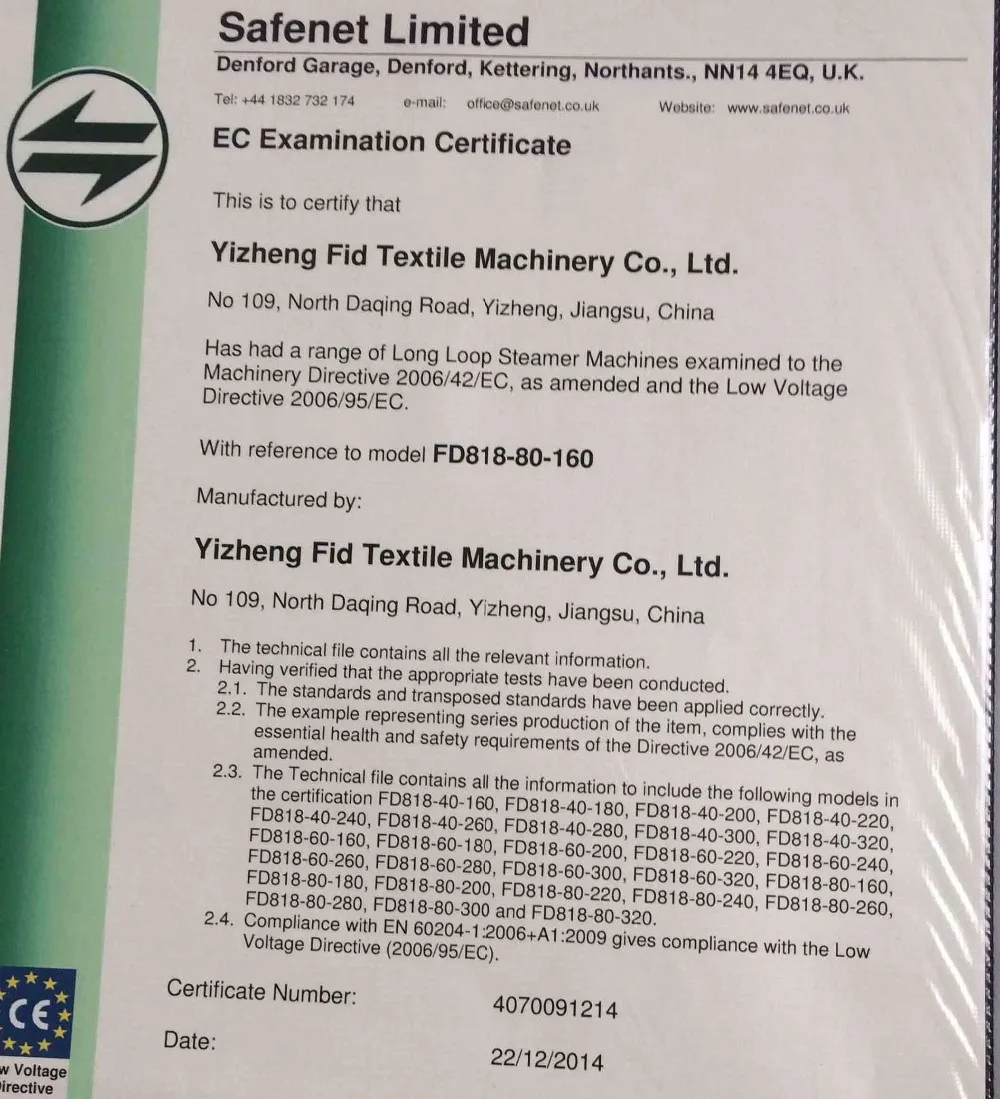 Safenet Limited
Denford Garage, Denford, Kettering, Northants., NN14 4EQ, U.K.
Tel: +44 1832 732 174 e-mail: office@safenet.co.uk Website: www.safenet.co.uk
EC Examination Certificate
This is to certify that
Yizheng Fid Textile Machinery Co., Ltd.
No 109, North Daqing Road, Yizheng, Jiangsu, China
Has had a range of Long Loop Steamer Machines examined to the
Machinery Directive 2006/42/EC, as amended and the Low Voltage
Directive 2006/95/EC.
With reference to model FD818-80-160
Manufactured by:
Yizheng Fid Textile Machinery Co., Ltd.
No 109, North Daqing Road, Yizheng, Jiangsu, China
1. The technical file contains all the relevant information.
2. Having verified that the appropriate tests have been conducted.
2.1. The standards and transposed standards have been applied correctly.
2.2. The example representing series production of the item, complies with the
essential health and safety requirements of the Directive 2006/42/EC, as
amended.
2.3. The Technical file contains all the information to include the following models in
the certification FD818-40-160, FD818-40-180, FD818-40-200, FD818-40-220,
FD818-40-240, FD818-40-260, FD818-40-280, FD818-40-300, FD818-40-320,
FD818-60-160, FD818-60-180, FD818-60-200, FD818-60-220, FD818-60-240,
FD818-60-260, FD818-60-280, FD818-60-300, FD818-60-320, FD818-80-160,
FD818-80-180, FD818-80-200, FD818-80-220, FD818-80-240, FD818-80-260,
FD818-80-280, FD818-80-300 and FD818-80-320.
2.4. Compliance with EN 60204-1:2006+A1:2009 gives compliance with the Low
Voltage Directive (2006/95/EC).
Certificate Number: 4070091214
Date: 22/12/2014
CE
w Voltage
irective